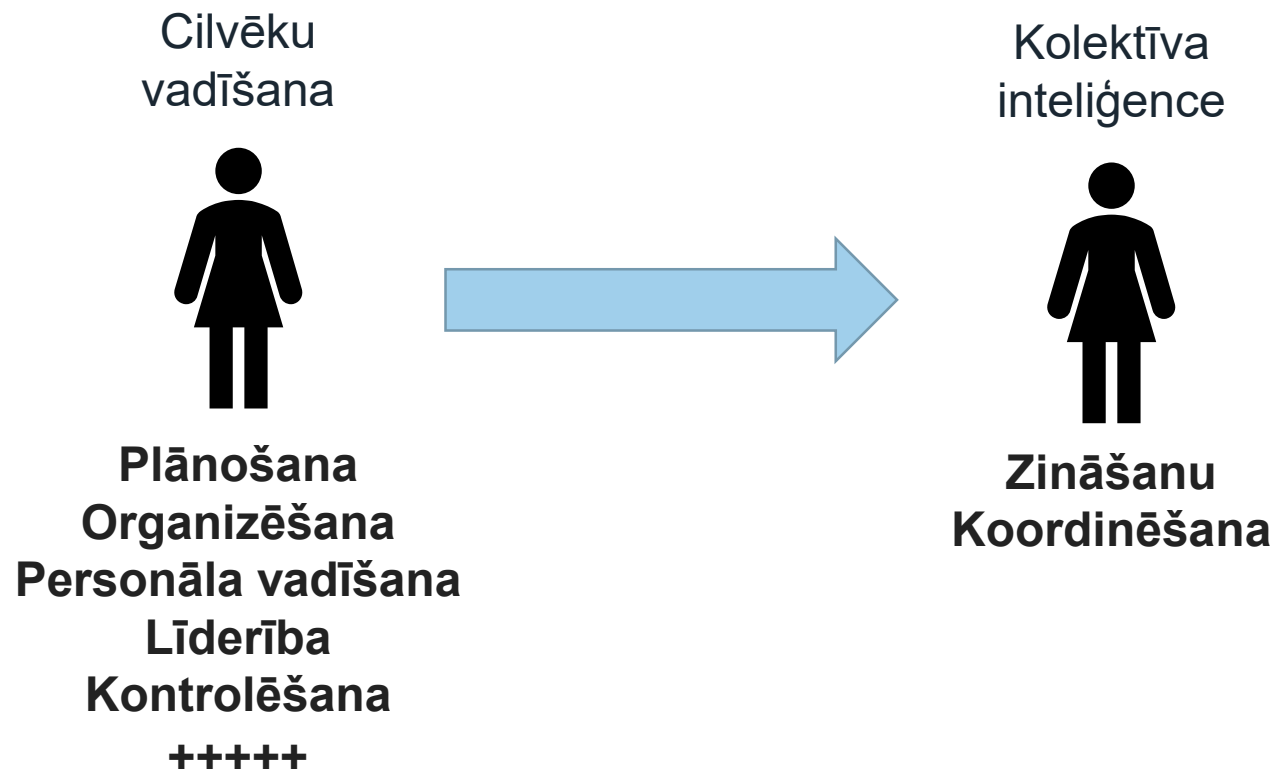 Cilvēku
vadīšana
Kolektīva
inteliģence
Plānošana
Organizēšana
Personāla vadīšana
Līderība
Kontrolēšana
+++++
Zināšanu
Koordinēšana